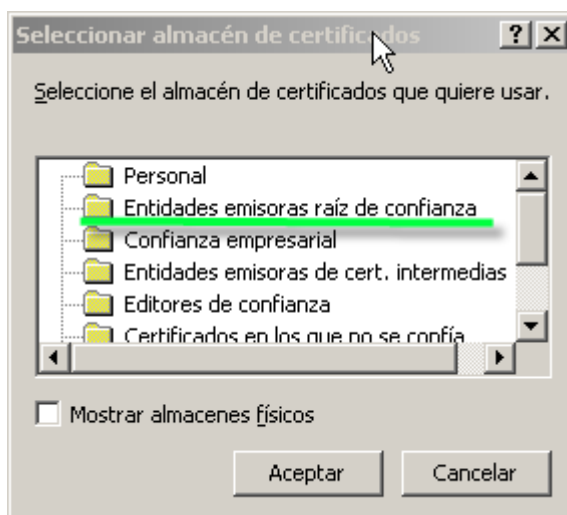 Seleccionar almacén de certificados
Seleccione el almacén de certificados que quiere usar.
Personal
Entidades emisoras raíz de confianza
Confianza empresarial
Entidades emisoras de cert. intermedias
Editores de confianza
Certificados en los que no se confía
Mostrar almacenes físicos
Aceptar
Cancelar